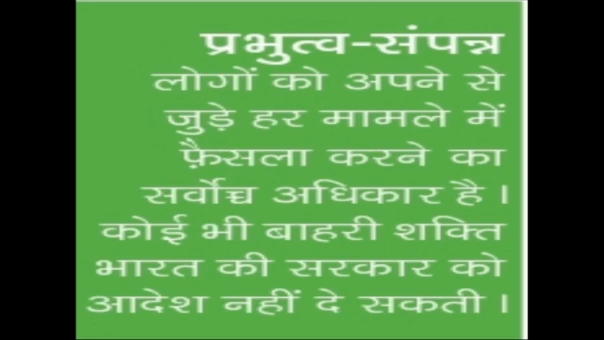 प्रभुत्व-संपन्न
लोगों को अपने से
जुड़े हर मामले में
फ़ैसला करने का
सर्वोच्च अधिकार है ।
कोई भी बाहरी शक्ति
भारत की सरकार को
आदेश नहीं दे सकती ।